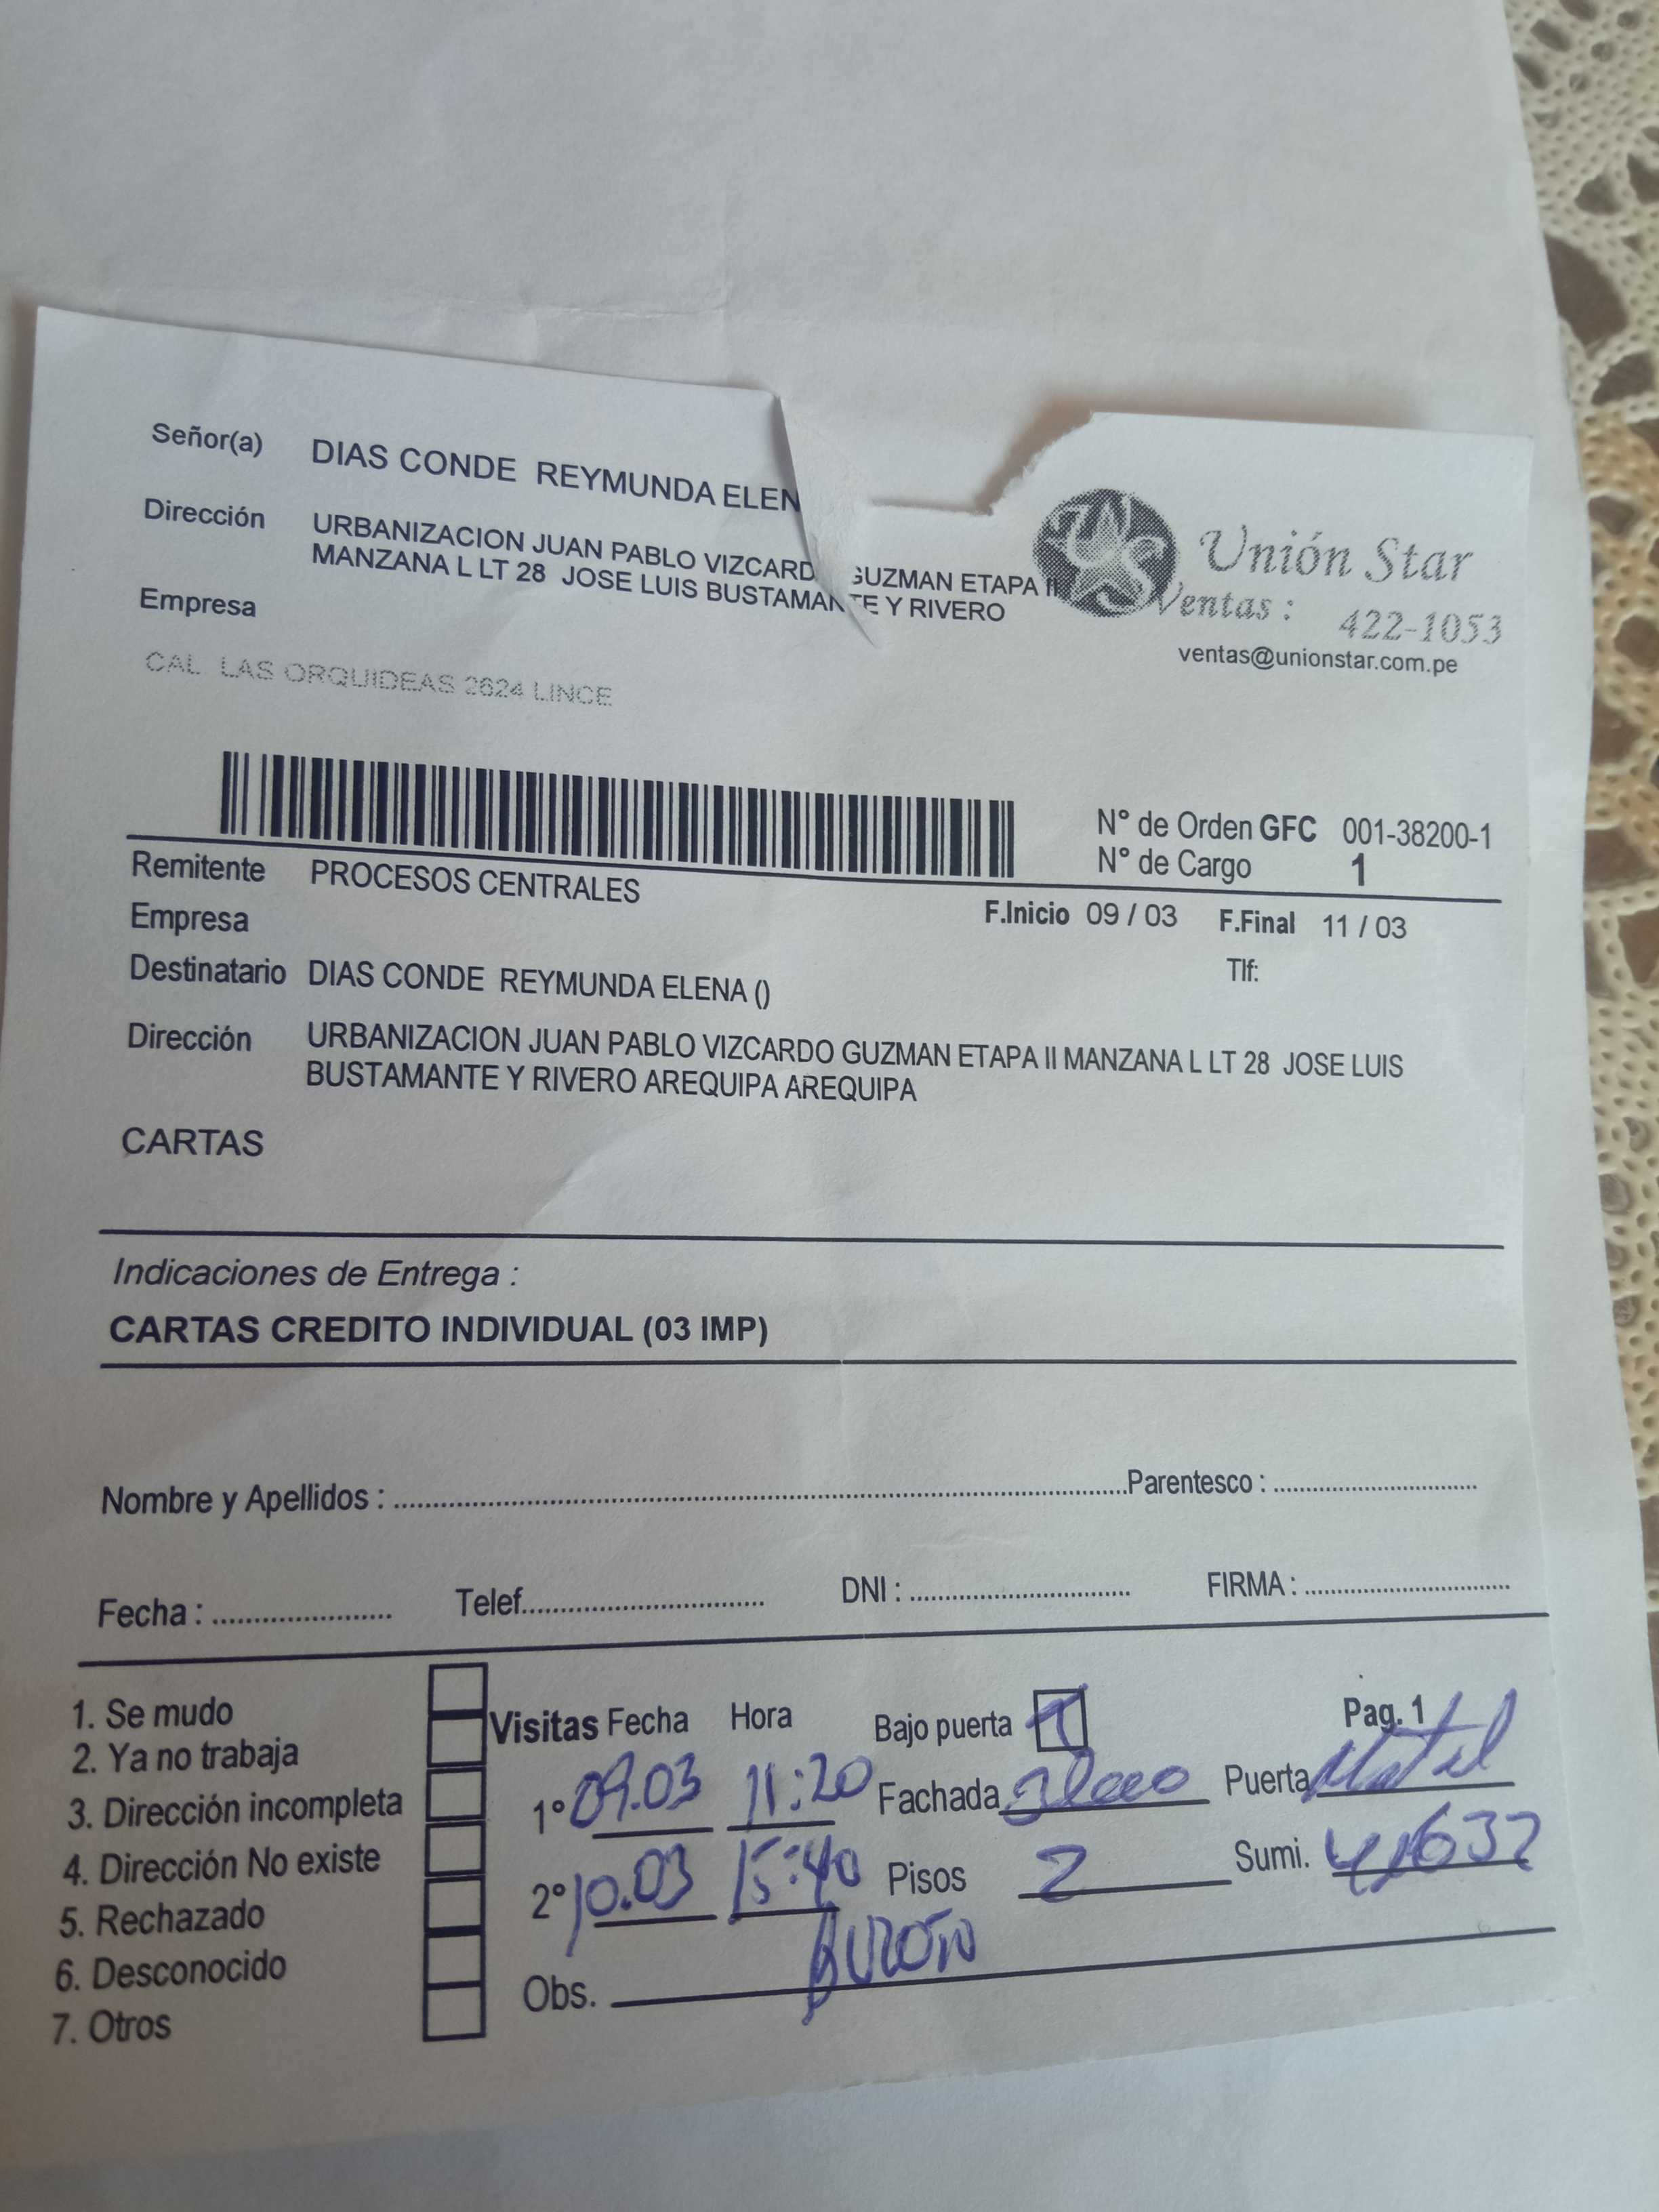 Señor(a) DIAS CONDE REYMUNDA ELEN
Dirección URBANIZACION JUAN PABLO VIZCARD GUZMAN ETAPA II
MANZANA L LT 28 JOSE LUIS BUSTAMANTE Y RIVERO
Empresa
Unión Star
Ventas : 422-1053
ventas@unionstar.com.pe
CAL LAS ORQUIDEAS 2624 LINCE
N° de Orden GFC 001-38200-1
N° de Cargo 1
Remitente PROCESOS CENTRALES
Empresa
F.Inicio 09 / 03 F.Final 11 / 03
Tlf:
Destinatario DIAS CONDE REYMUNDA ELENA ()
Dirección URBANIZACION JUAN PABLO VIZCARDO GUZMAN ETAPA II MANZANA L LT 28 JOSE LUIS
BUSTAMANTE Y RIVERO AREQUIPA AREQUIPA
CARTAS
Indicaciones de Entrega :
CARTAS CREDITO INDIVIDUAL (03 IMP)
Nombre y Apellidos : Parentesco :
Fecha : Telef. DNI : FIRMA :
1. Se mudo
2. Ya no trabaja
3. Dirección incompleta
4. Dirección No existe
5. Rechazado
6. Desconocido
7. Otros
Visitas Fecha Hora Bajo puerta Pag. 1
1° 09.03 11:20 Fachada Puerta Metal
2° 10.03 15:40 Pisos 2 Sumi.
Obs. BUZON